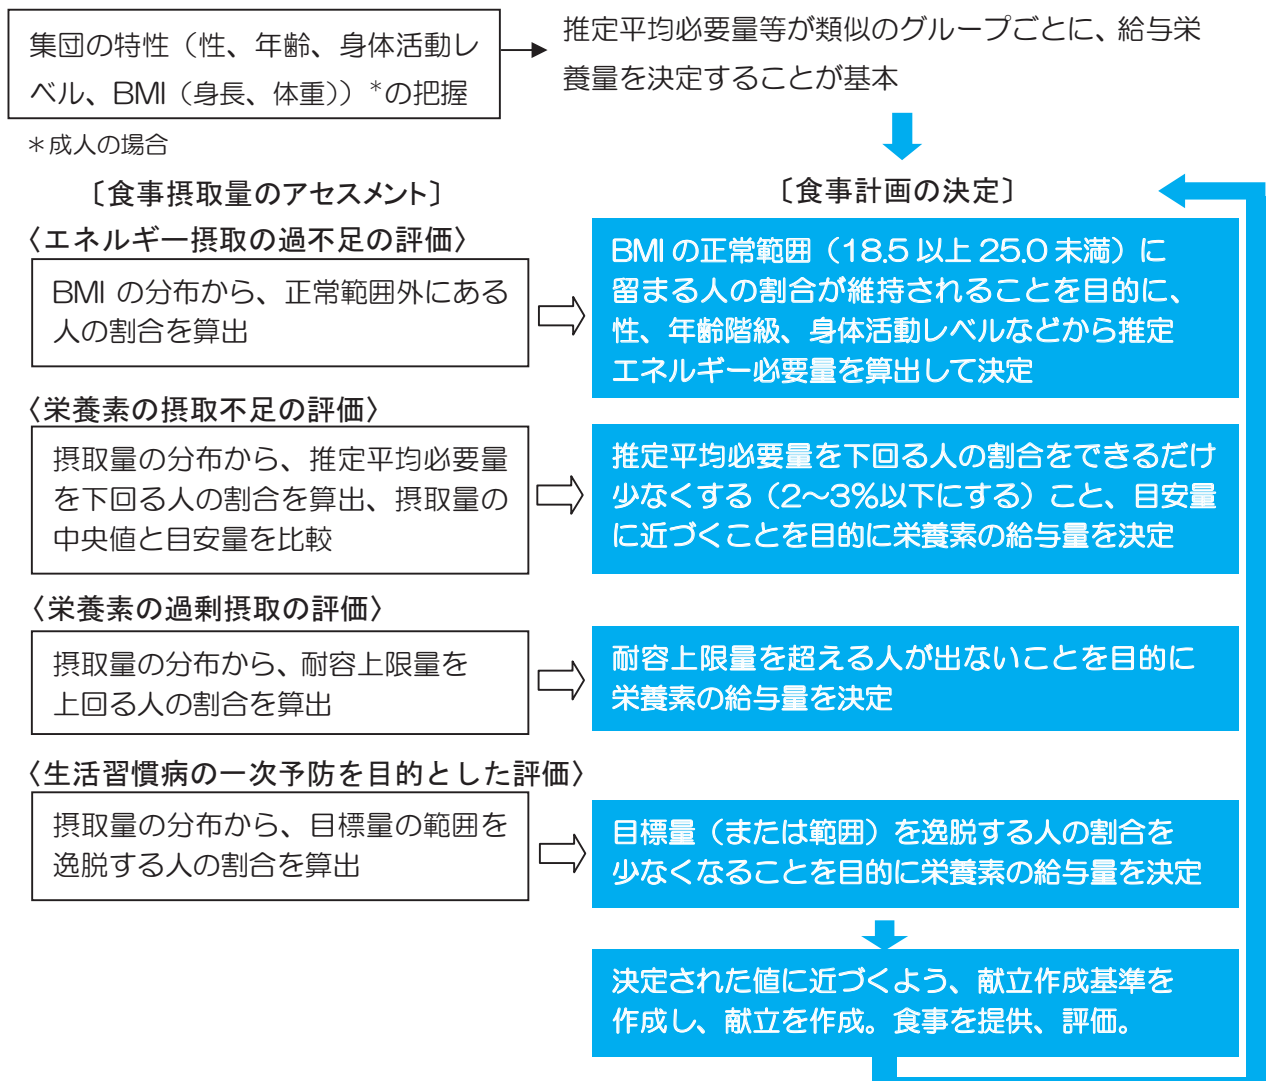 集団の特性（性、年齢、身体活動レ
ベル、BMI（身長、体重））*の把握
推定平均必要量等が類似のグループごとに、給与栄
養量を決定することが基本
＊成人の場合
〔食事摂取量のアセスメント〕
〔食事計画の決定〕
〈エネルギー摂取の過不足の評価〉
BMI の分布から、正常範囲外にある
人の割合を算出
BMI の正常範囲（18.5 以上 25.0 未満）に
留まる人の割合が維持されることを目的に、
性、年齢階級、身体活動レベルなどから推定
エネルギー必要量を算出して決定
〈栄養素の摂取不足の評価〉
摂取量の分布から、推定平均必要量
を下回る人の割合を算出、摂取量の
中央値と目安量を比較
推定平均必要量を下回る人の割合をできるだけ
少なくする（2～3％以下にする）こと、目安量
に近づくことを目的に栄養素の給与量を決定
〈栄養素の過剰摂取の評価〉
摂取量の分布から、耐容上限量を
上回る人の割合を算出
耐容上限量を超える人が出ないことを目的に
栄養素の給与量を決定
〈生活習慣病の一次予防を目的とした評価〉
摂取量の分布から、目標量の範囲を
逸脱する人の割合を算出
目標量（または範囲）を逸脱する人の割合を
少なくなることを目的に栄養素の給与量を決定
決定された値に近づくよう、献立作成基準を
作成し、献立を作成。食事を提供、評価。